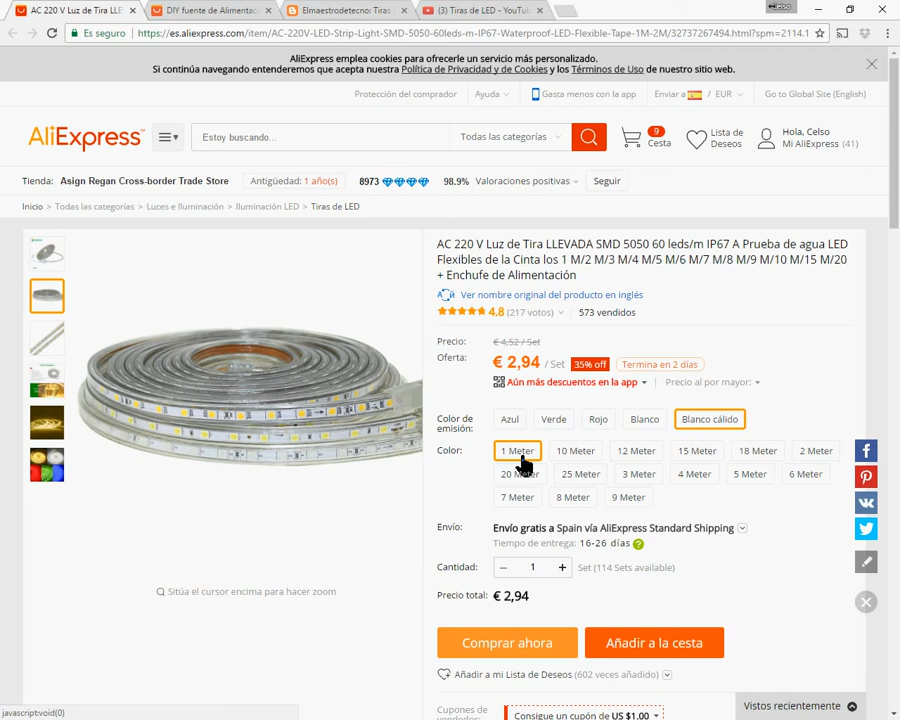 AC 220 V Luz de Tira LLE
DIY fuente de Alimentaci
Elmaestrodetecno: Tiras
(3) Tiras de LED - YouTu
Es seguro
https://es.aliexpress.com/item/AC-220V-LED-Strip-Light-SMD-5050-60leds-m-IP67-Waterproof-LED-Flexible-Tape-1M-2M/32737267494.html?spm=2114.1
AliExpress emplea cookies para ofrecerle un servicio más personalizado.
Si continúa navegando entenderemos que acepta nuestra Política de Privacidad y de Cookies y los Términos de Uso de nuestro sitio web.
Protección del comprador
Ayuda
Gasta menos con la app
Enviar a / EUR
Go to Global Site (English)
AliExpress
Estoy buscando...
Todas las categorías
9
Cesta
Lista de
Deseos
Hola, Celso
Mi AliExpress (41)
Tienda: Asign Regan Cross-border Trade Store
Antigüedad: 1 año(s)
8973
98.9% Valoraciones positivas
Seguir
Inicio > Todas las categorías > Luces e Iluminación > Iluminación LED > Tiras de LED
AC 220 V Luz de Tira LLEVADA SMD 5050 60 leds/m IP67 A Prueba de agua LED
Flexibles de la Cinta los 1 M/2 M/3 M/4 M/5 M/6 M/7 M/8 M/9 M/10 M/15 M/20
+ Enchufe de Alimentación
Ver nombre original del producto en inglés
4.8 (217 votos)
573 vendidos
Precio: € 4,52 / Set
Oferta: € 2,94 / Set 35% off Termina en 2 días
Aún más descuentos en la app
Precio al por mayor:
Color de
emisión:
Azul Verde Rojo Blanco Blanco cálido
Color: 1 Meter 10 Meter 12 Meter 15 Meter 18 Meter 2 Meter
20 Meter 25 Meter 3 Meter 4 Meter 5 Meter 6 Meter
7 Meter 8 Meter 9 Meter
Envío: Envío gratis a Spain vía AliExpress Standard Shipping
Tiempo de entrega: 16-26 días
Cantidad: – 1 + Set (114 Sets available)
Sitúa el cursor encima para hacer zoom
Precio total: € 2,94
Comprar ahora
Añadir a la cesta
Añadir a mi Lista de Deseos (602 veces añadido)
Cupones de
vendedor:
Consigue un cupón de US $1.00
Vistos recientemente
javascript:void(0)